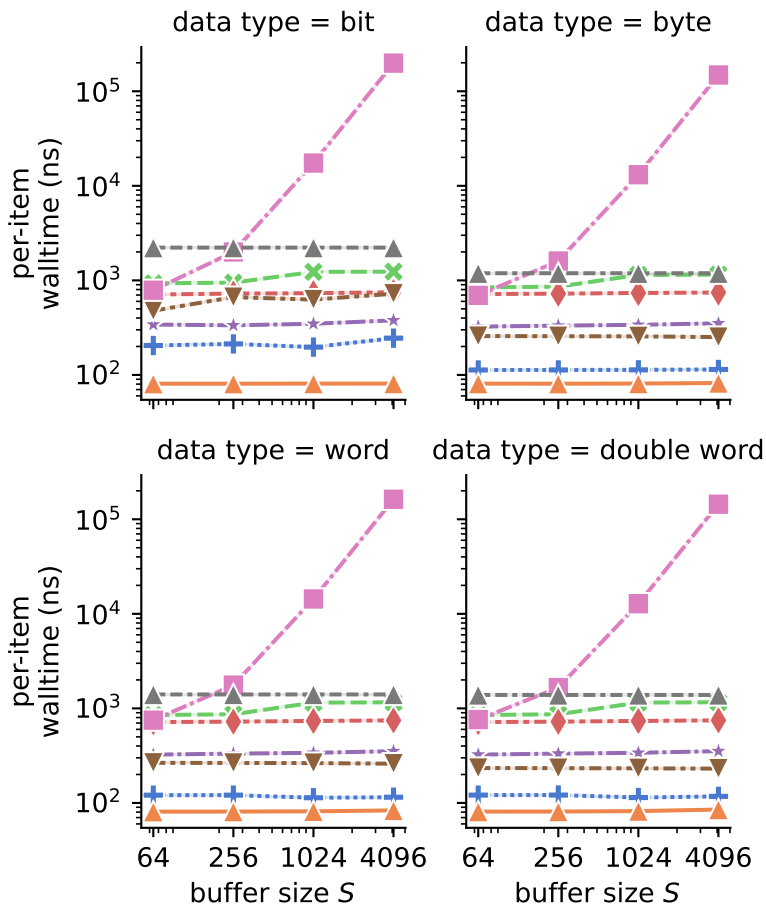 data type = bit
data type = byte
per-item
walltime (ns)
10^5
10^4
10^3
10^2
data type = word
data type = double word
per-item
walltime (ns)
10^5
10^4
10^3
10^2
64 256 1024 4096
64 256 1024 4096
buffer size S
buffer size S